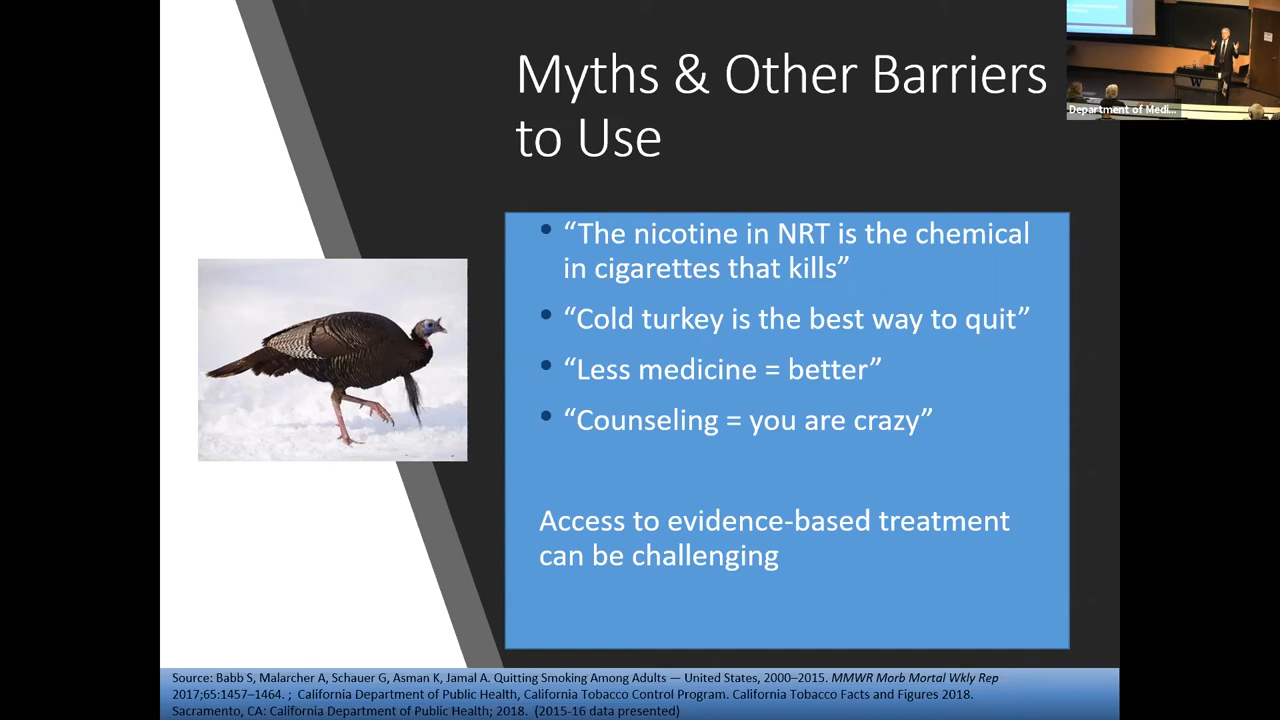 Myths & Other Barriers
to Use
Department of Medi...
W
• “The nicotine in NRT is the chemical
in cigarettes that kills”
• “Cold turkey is the best way to quit”
• “Less medicine = better”
• “Counseling = you are crazy”
Access to evidence-based treatment
can be challenging
Source: Babb S, Malarcher A, Schauer G, Asman K, Jamal A. Quitting Smoking Among Adults — United States, 2000–2015. MMWR Morb Mortal Wkly Rep
2017;65:1457–1464. ; California Department of Public Health, California Tobacco Control Program. California Tobacco Facts and Figures 2018.
Sacramento, CA: California Department of Public Health; 2018. (2015-16 data presented)